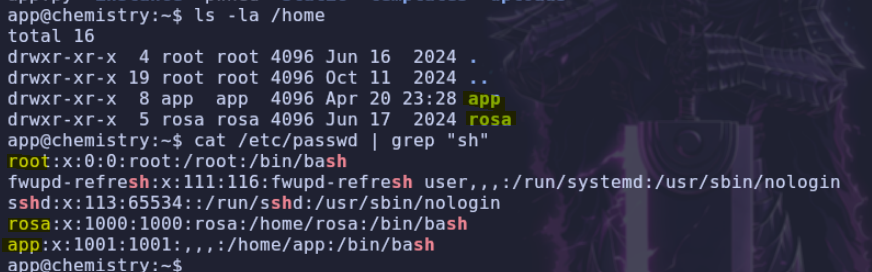 app@chemistry:~$ ls -la /home
total 16
drwxr-xr-x  4 root root 4096 Jun 16  2024 .
drwxr-xr-x 19 root root 4096 Oct 11  2024 ..
drwxr-xr-x  8 app  app  4096 Apr 20 23:28 app
drwxr-xr-x  5 rosa rosa 4096 Jun 17  2024 rosa
app@chemistry:~$ cat /etc/passwd | grep "sh"
root:x:0:0:root:/root:/bin/bash
fwupd-refresh:x:111:116:fwupd-refresh user,,,:/run/systemd:/usr/sbin/nologin
sshd:x:113:65534::/run/sshd:/usr/sbin/nologin
rosa:x:1000:1000:rosa:/home/rosa:/bin/bash
app:x:1001:1001:,,,:/home/app:/bin/bash
app@chemistry:~$